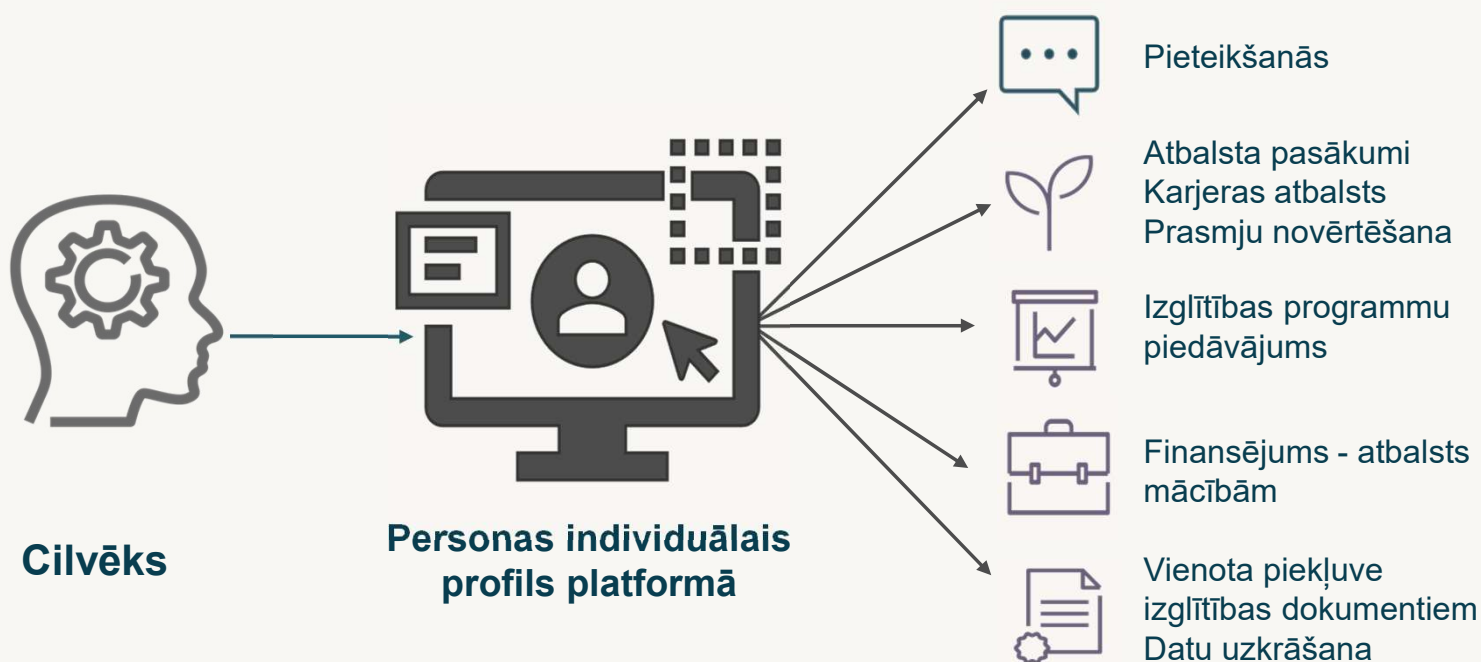 Pieteikšanās
Atbalsta pasākumi
Karjeras atbalsts
Prasmju novērtēšana
Izglītības programmu
piedāvājums
Finansējums - atbalsts
mācībām
Vienota piekļuve
izglītības dokumentiem
Datu uzkrāšana
Cilvēks
Personas individuālais
profils platformā